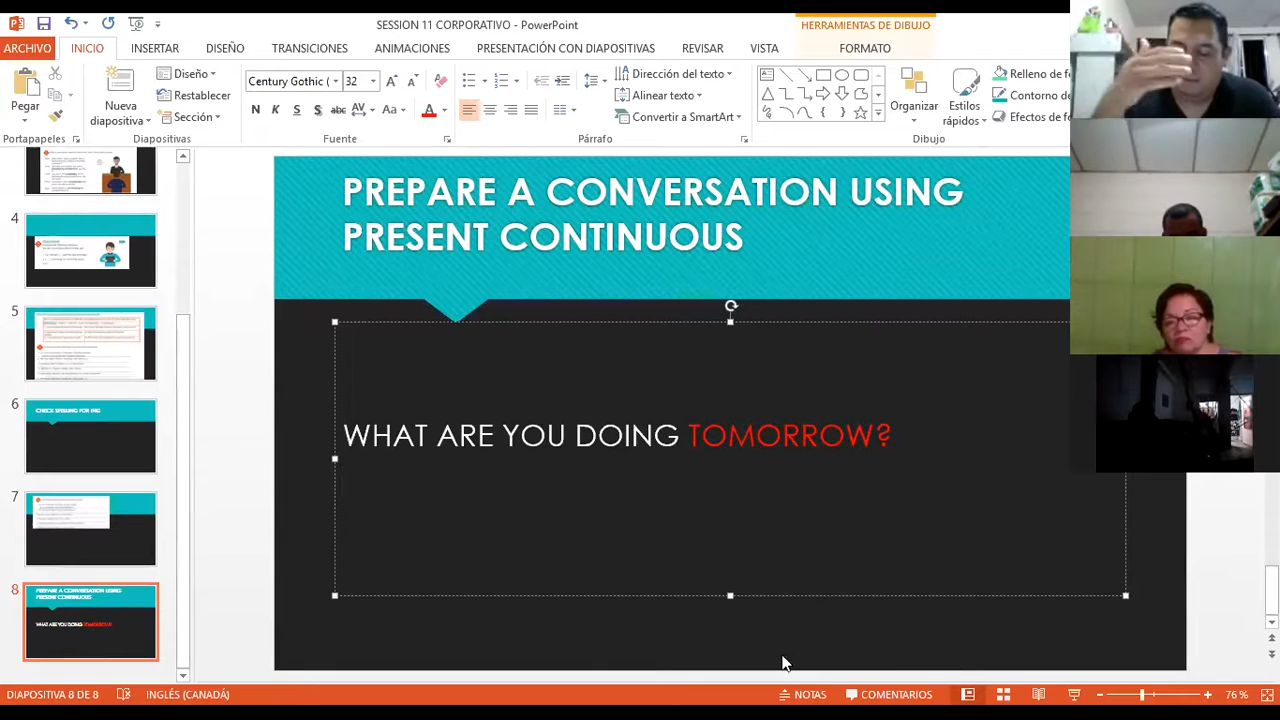 SESSION 11 CORPORATIVO - PowerPoint
HERRAMIENTAS DE DIBUJO
ARCHIVO INICIO INSERTAR DISEÑO TRANSICIONES ANIMACIONES PRESENTACIÓN CON DIAPOSITIVAS REVISAR VISTA FORMATO
Pegar
Nueva
diapositiva
Diseño
Restablecer
Sección
Century Gothic ( 32
N K S S abc AV Aa A
Dirección del texto
Alinear texto
Convertir a SmartArt
Organizar
Estilos
rápidos
Relleno de
Contorno de
Efectos de
Portapapeles Diapositivas Fuente Párrafo Dibujo
4
5
6
CHECK SPELLING FOR ING
7
8
PREPARE A CONVERSATION USING
PRESENT CONTINUOUS
WHAT ARE YOU DOING TOMORROW?
PREPARE A CONVERSATION USING
PRESENT CONTINUOUS
WHAT ARE YOU DOING TOMORROW?
DIAPOSITIVA 8 DE 8 INGLÉS (CANADÁ) NOTAS COMENTARIOS 76 %